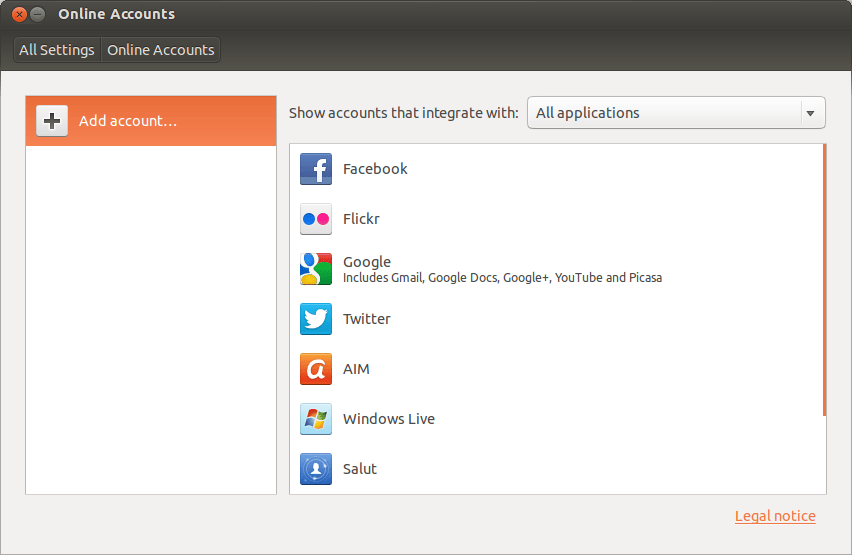 Online Accounts
All Settings Online Accounts
Add account...
Show accounts that integrate with: All applications
Facebook
Flickr
Google
Includes Gmail, Google Docs, Google+, YouTube and Picasa
Twitter
AIM
Windows Live
Salut
Legal notice